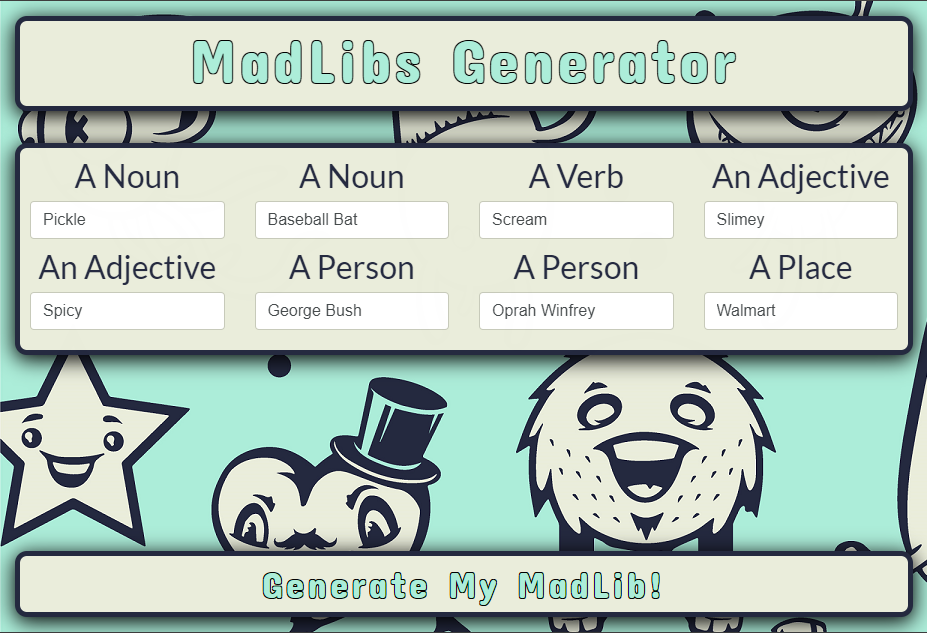 MadLibs Generator
A Noun A Noun A Verb An Adjective
Pickle Baseball Bat Scream Slimey
An Adjective A Person A Person A Place
Spicy George Bush Oprah Winfrey Walmart
Generate My MadLib!